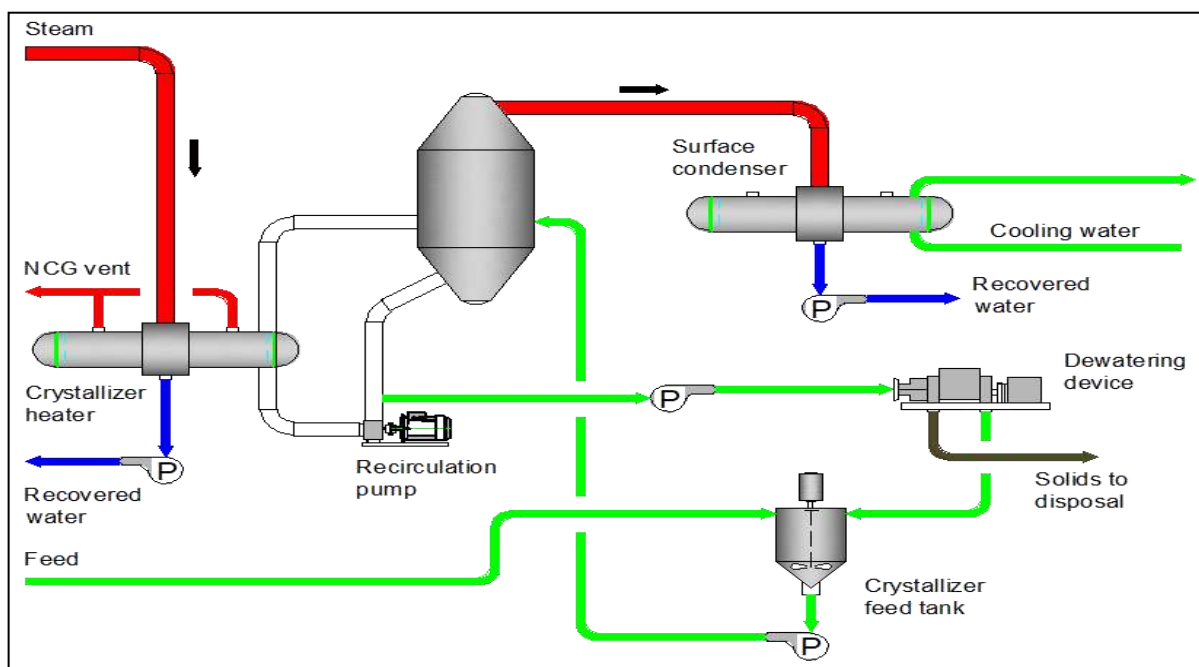 Steam
Surface
condenser
Cooling water
NCG vent
Recovered
water
P
Dewatering
device
P
Crystallizer
heater
P
Recirculation
pump
Recovered
water
Solids to
disposal
Feed
Crystallizer
feed tank
P